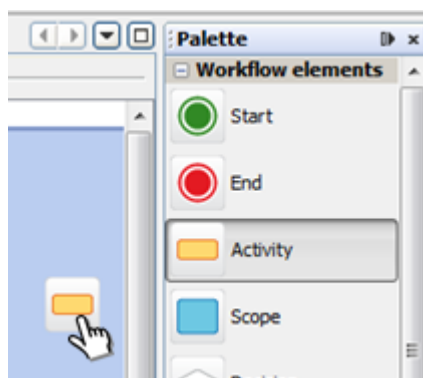 Palette
Workflow elements
Start
End
Activity
Scope